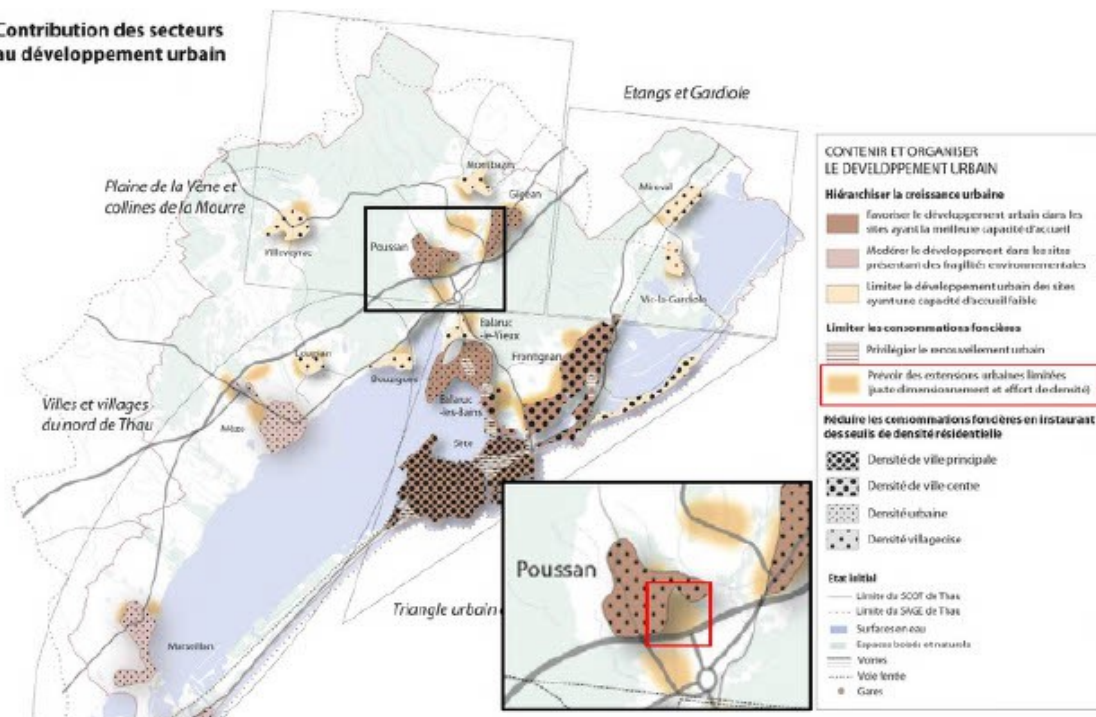 Contribution des secteurs
au développement urbain
Etangs et Gardiole
Plaine de la Vène et
collines de la Mourre
Montbazin
Gigean
Mireval
Poussan
Villeveyrac
Vic-la-Gardiole
Balaruc
-le-Vieux
Frontignan
Loupian
Bouzigues
Villes et villages
du nord de Thau
Mèze
Balaruc
-les-Bains
Sète
Triangle urbain
Marseillan
Poussan
CONTENIR ET ORGANISER
LE DEVELOPPEMENT URBAIN
Hiérarchiser la croissance urbaine
Favoriser le développement urbain dans les
sites ayant la meilleure capacité d'accueil
Modérer le développement dans les sites
présentant des fragilités environnementales
Limiter le développement urbain des sites
ayant une capacité d'accueil faible
Limiter les consommations foncières
Privilégier le renouvellement urbain
Prévoir des extensions urbaines limitées
(juste dimensionnement et effort de densité)
Réduire les consommations foncières en instaurant
des seuils de densité résidentielle
Densité de ville principale
Densité de ville centre
Densité urbaine
Densité villageoise
Etat initial
Limite du SCOT de Thau
Limite du SAGE de Thau
Surfaces en eau
Espaces boisés et naturels
Voiries
Voie ferrée
Gares